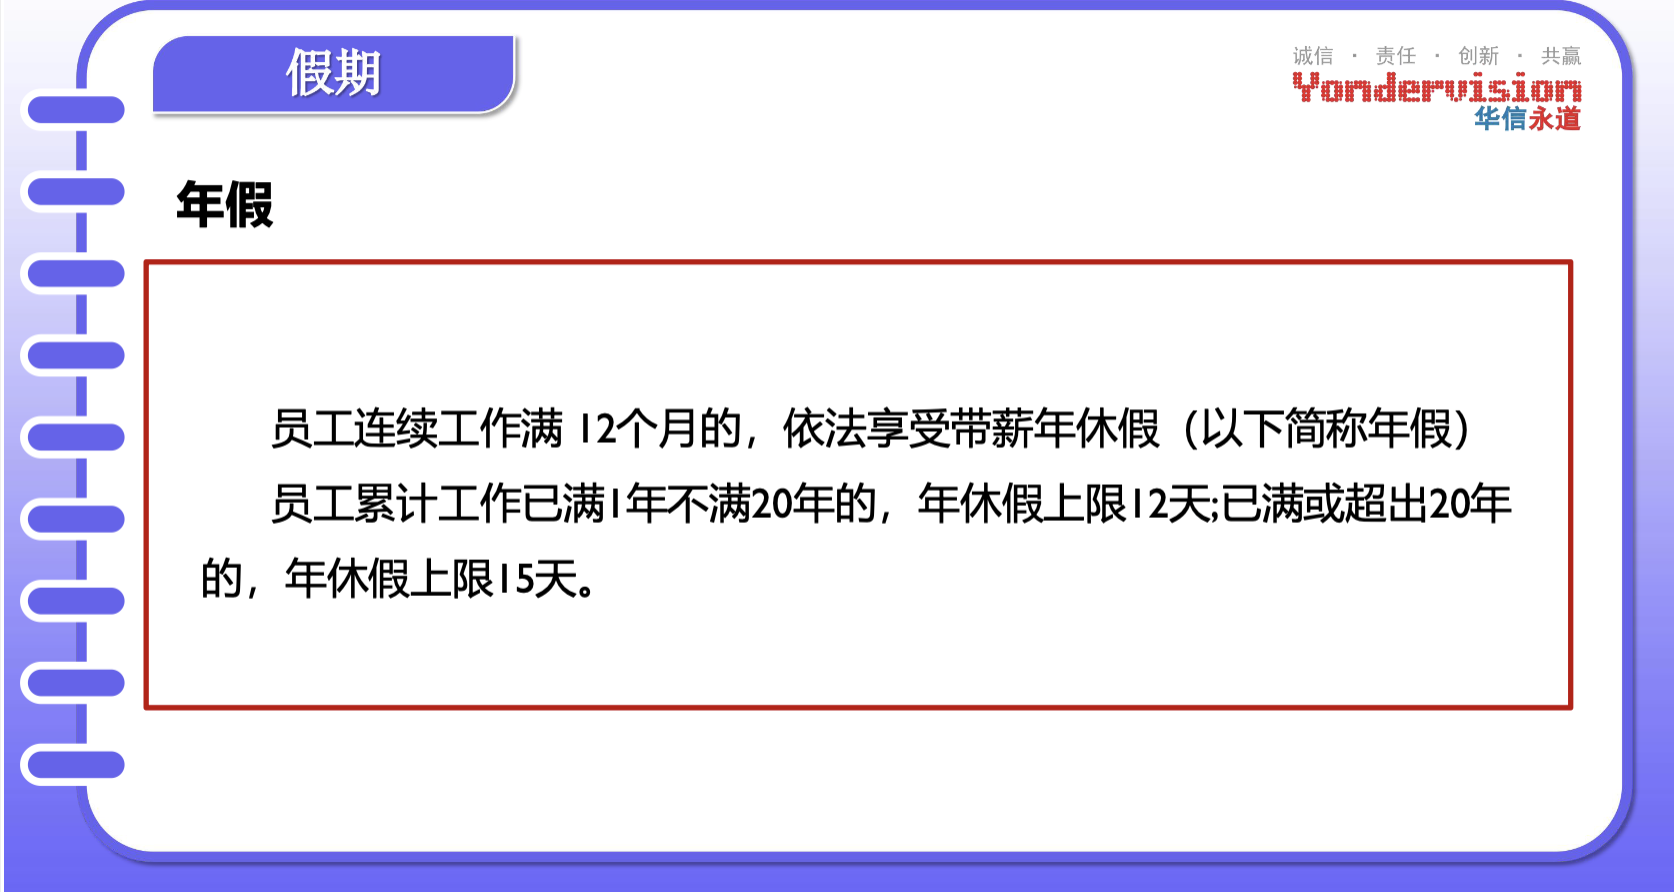 假期
诚信 · 责任 · 创新 · 共赢
Yondervision
华信永道
年假
员工连续工作满 12个月的，依法享受带薪年休假（以下简称年假）
员工累计工作已满1年不满20年的，年休假上限12天;已满或超出20年
的，年休假上限15天。